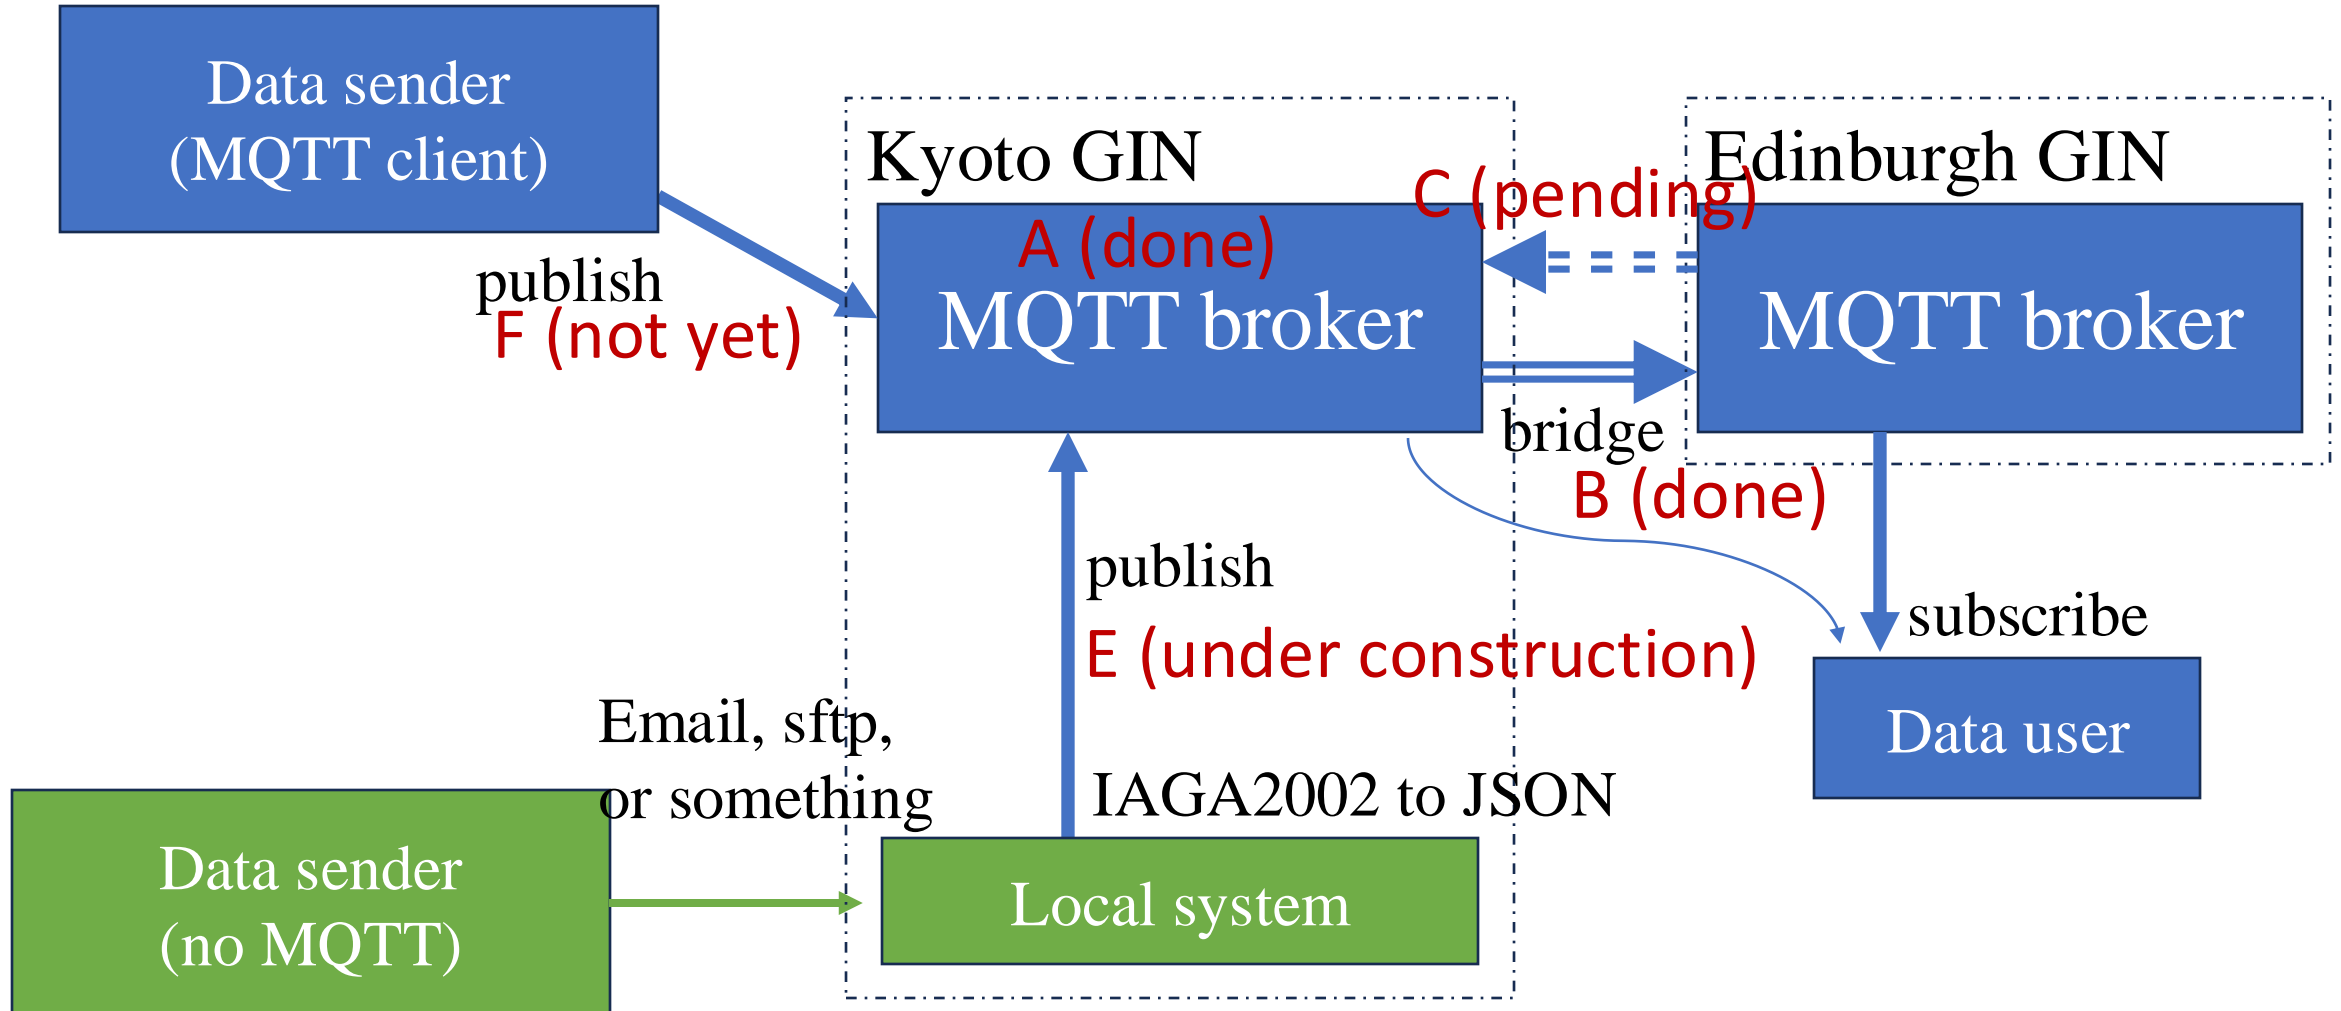 Data sender
(MQTT client)
publish
F (not yet)
Kyoto GIN
A (done)
MQTT broker
C (pending)
Edinburgh GIN
MQTT broker
bridge
B (done)
publish
E (under construction)
subscribe
Data user
Email, sftp,
or something
IAGA2002 to JSON
Data sender
(no MQTT)
Local system